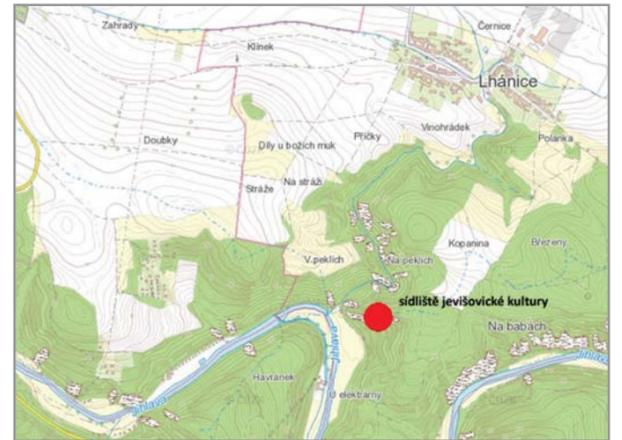 Zahrady
Černice
Klínek
Lhánice
Vinohrádek
Příčky
Polanka
Doubky
Díly u božích muk
Na stráži
Stráže
Kopanina
Březeny
V peklích
Na peklích
sídliště jevišovické kultury
Na babách
Jihlava
Jihlava
Havránek
Jihlava
U elektrárny